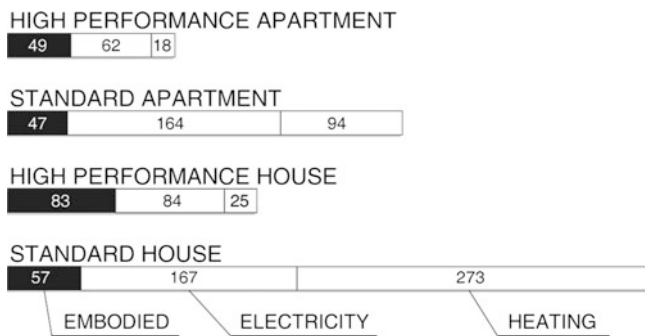 HIGH PERFORMANCE APARTMENT
49 62 18
STANDARD APARTMENT
47 164 94
HIGH PERFORMANCE HOUSE
83 84 25
STANDARD HOUSE
57 167 273
EMBODIED ELECTRICITY HEATING